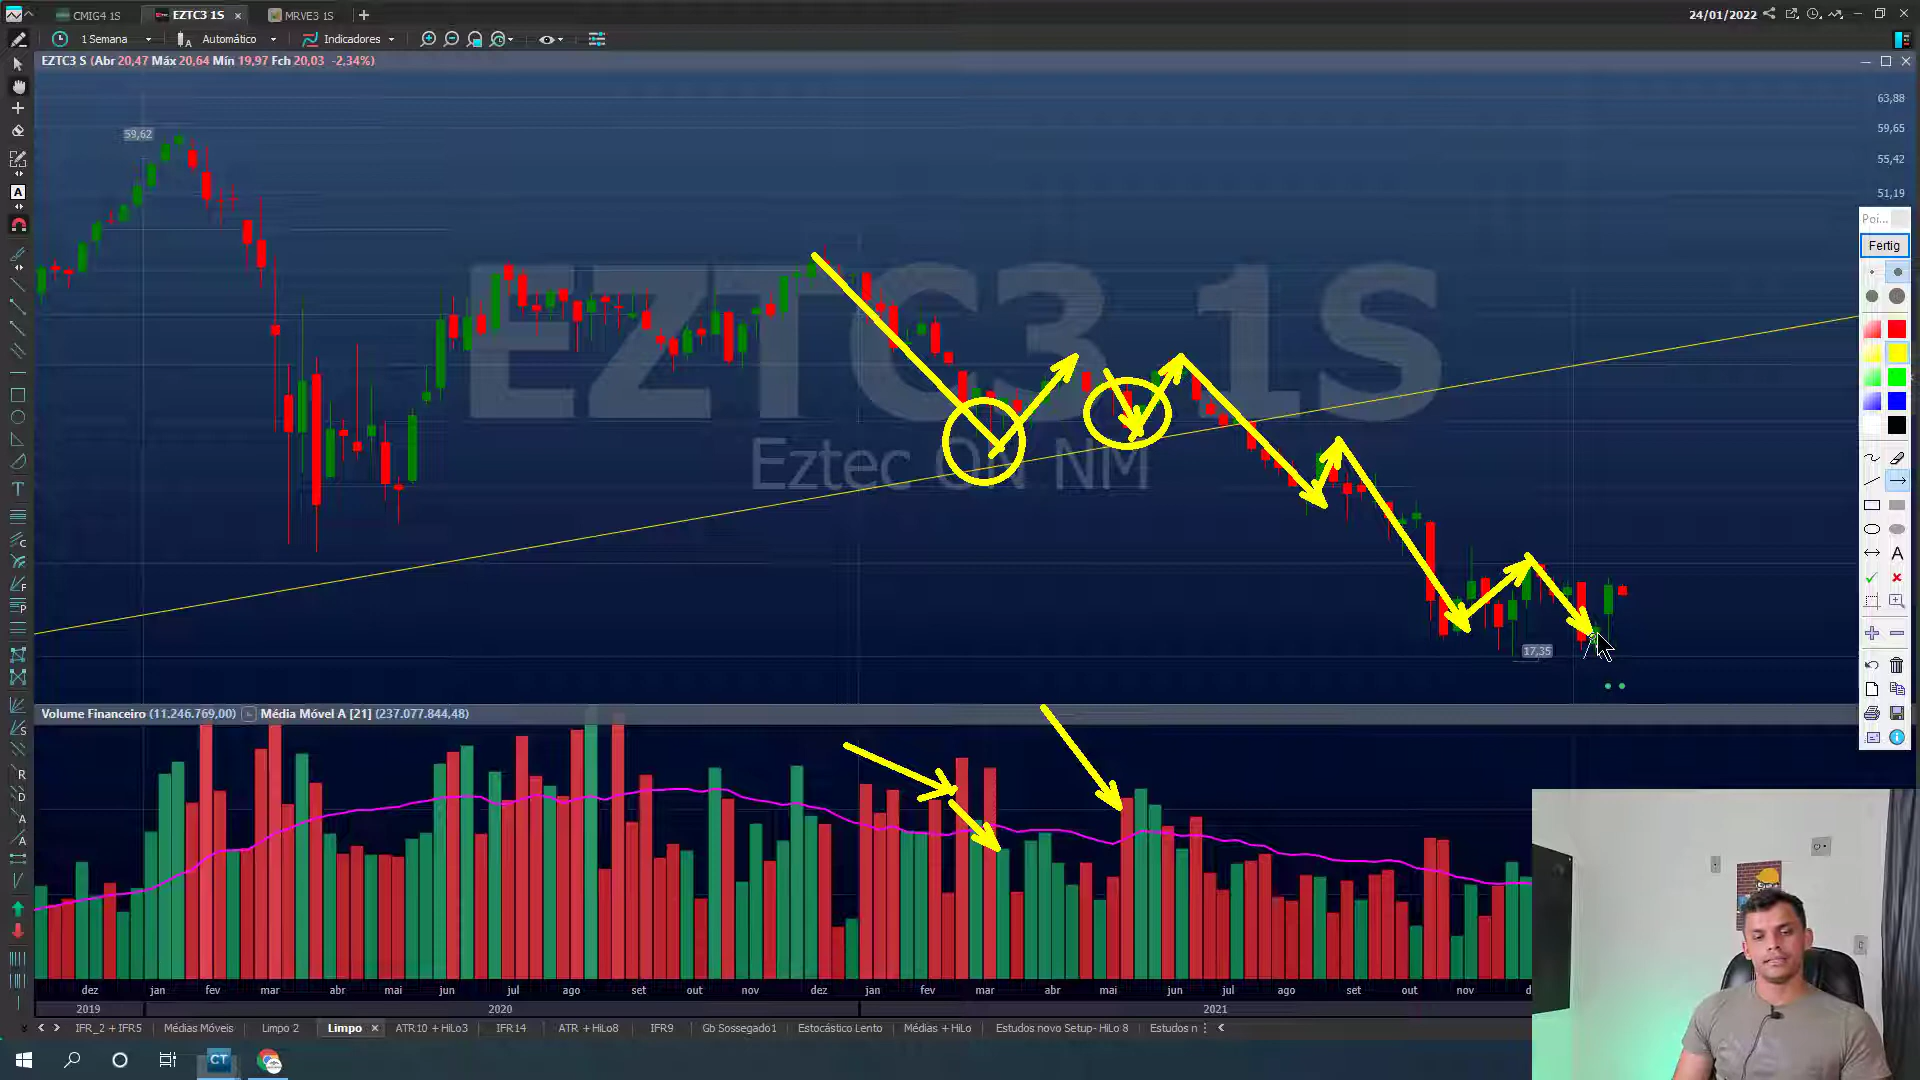 CMIG4 1S
EZTC3 1S
MRVE3 1S
24/01/2022
1 Semana
Automático
Indicadores
EZTC3 S (Abr 20,47 Máx 20,64 Mín 19,97 Fch 20,03 -2.34%)
63,88
59,65
55,42
51,19
59,62
EZTC3 1S
Eztec ON NM
17,35
Poi...
Fertig
Volume Financeiro (11.246.769,00)
Média Móvel A [21] (237.077.844,48)
dez jan fev mar abr mai jun jul ago set out nov dez jan fev mar abr mai jun jul ago set out nov d
2019 2020 2021
IFR_2 + IFR5
Médias Móveis
Limpo 2
Limpo
ATR10 + HiLo3
IFR14
ATR + HiLo8
IFR9
Gb Sossegado1
Estocástico Lento
Médias + HiLo
Estudos novo Setup- HiLo 8
Estudos n
CT